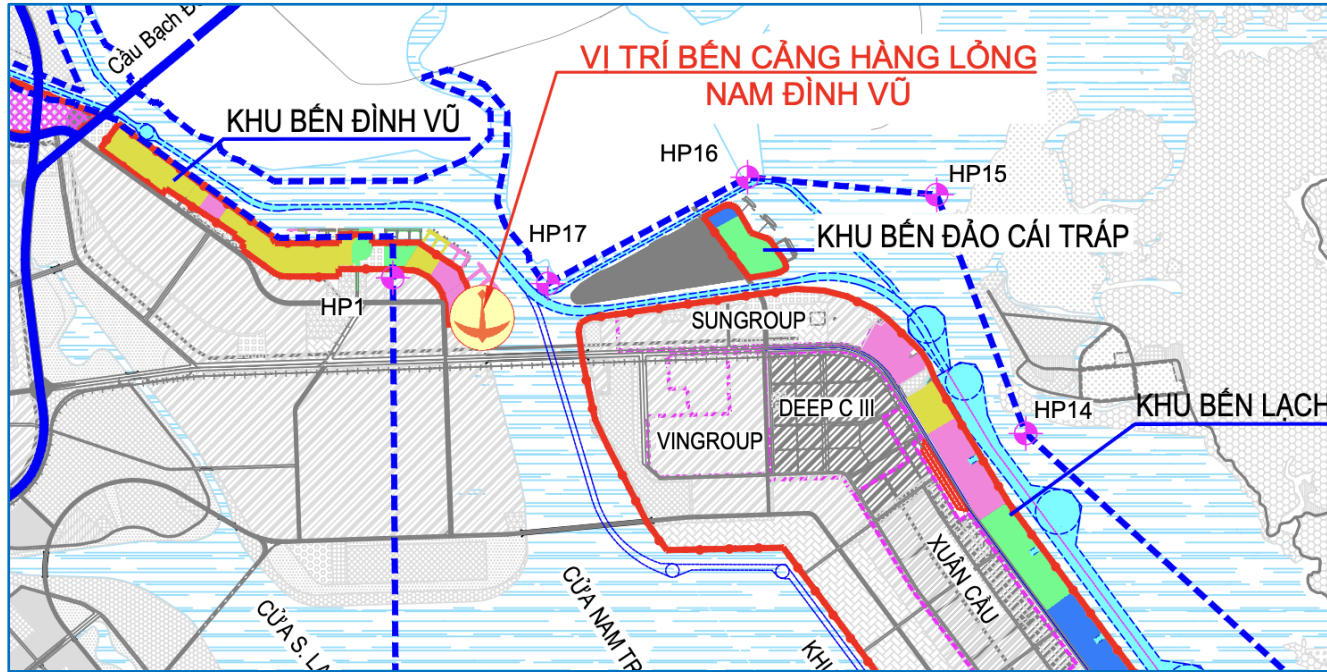 Cầu Bạch
VỊ TRÍ BẾN CẢNG HÀNG LỎNG
NAM ĐÌNH VŨ
KHU BẾN ĐÌNH VŨ
HP16
HP15
HP17
KHU BẾN ĐẢO CÁI TRÁP
HP1
SUNGROUP
DEEP C III
HP14
KHU BẾN LẠCH
VINGROUP
XUÂN CẦU
CỬA S. LA
CỬA NAM TR
KHU